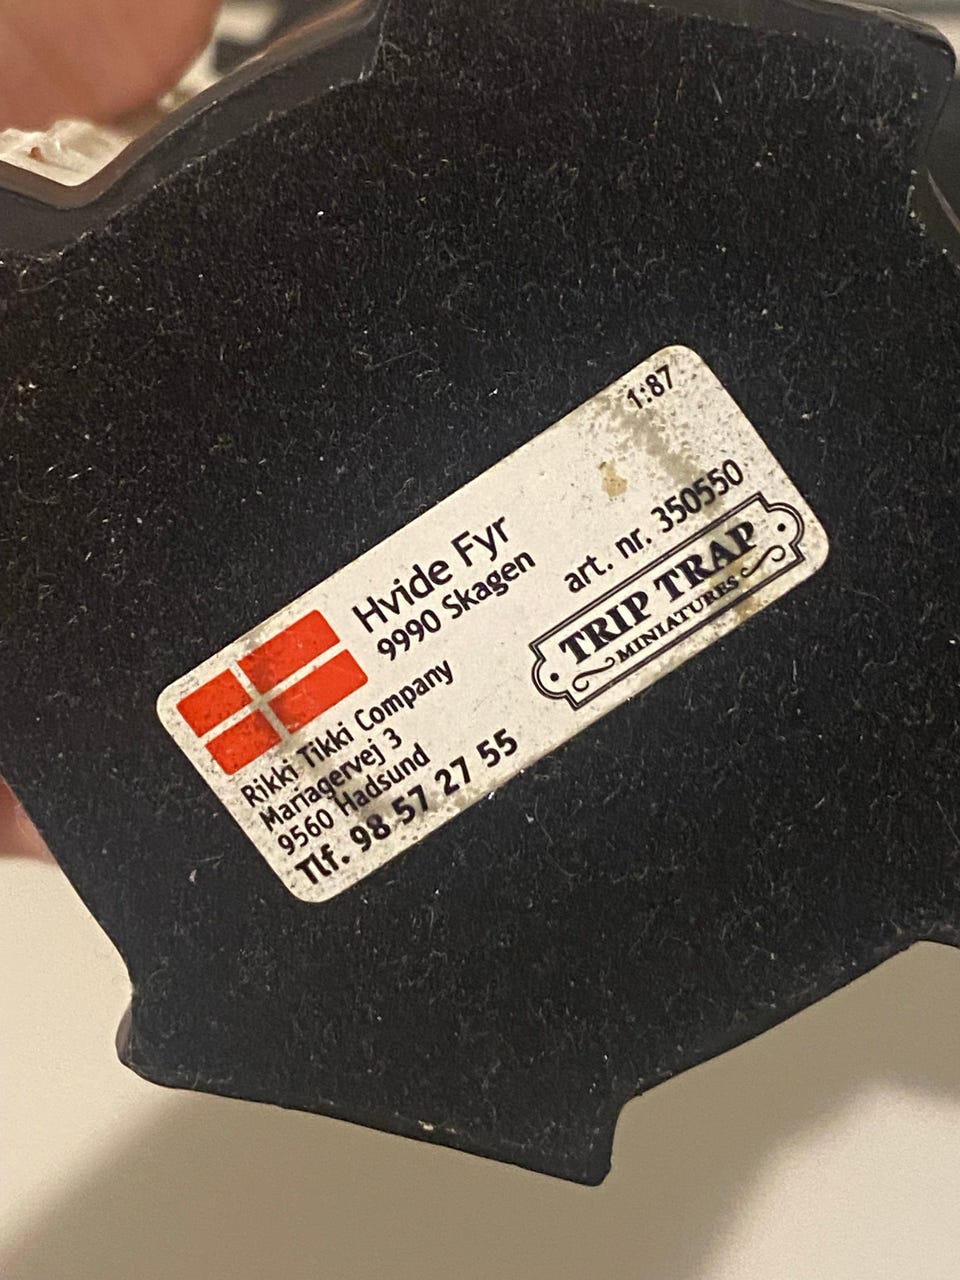 1:87
Hvide Fyr
9990 Skagen
art. nr. 350550
TRIP TRAP
MINIATURES
Rikki Tikki Company
Mariagervej 3
9560 Hadsund
Tlf. 98 57 27 55